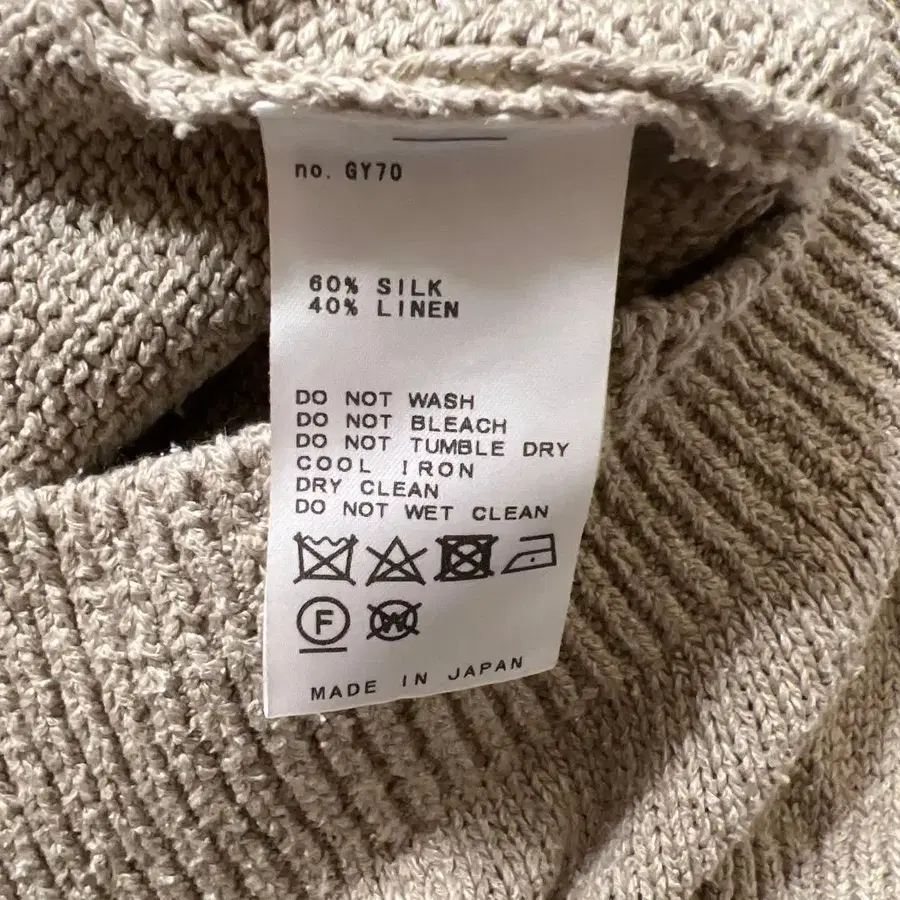 no. GY70
60% SILK
40% LINEN
DO NOT WASH
DO NOT BLEACH
DO NOT TUMBLE DRY
COOL IRON
DRY CLEAN
DO NOT WET CLEAN
F W
MADE IN JAPAN